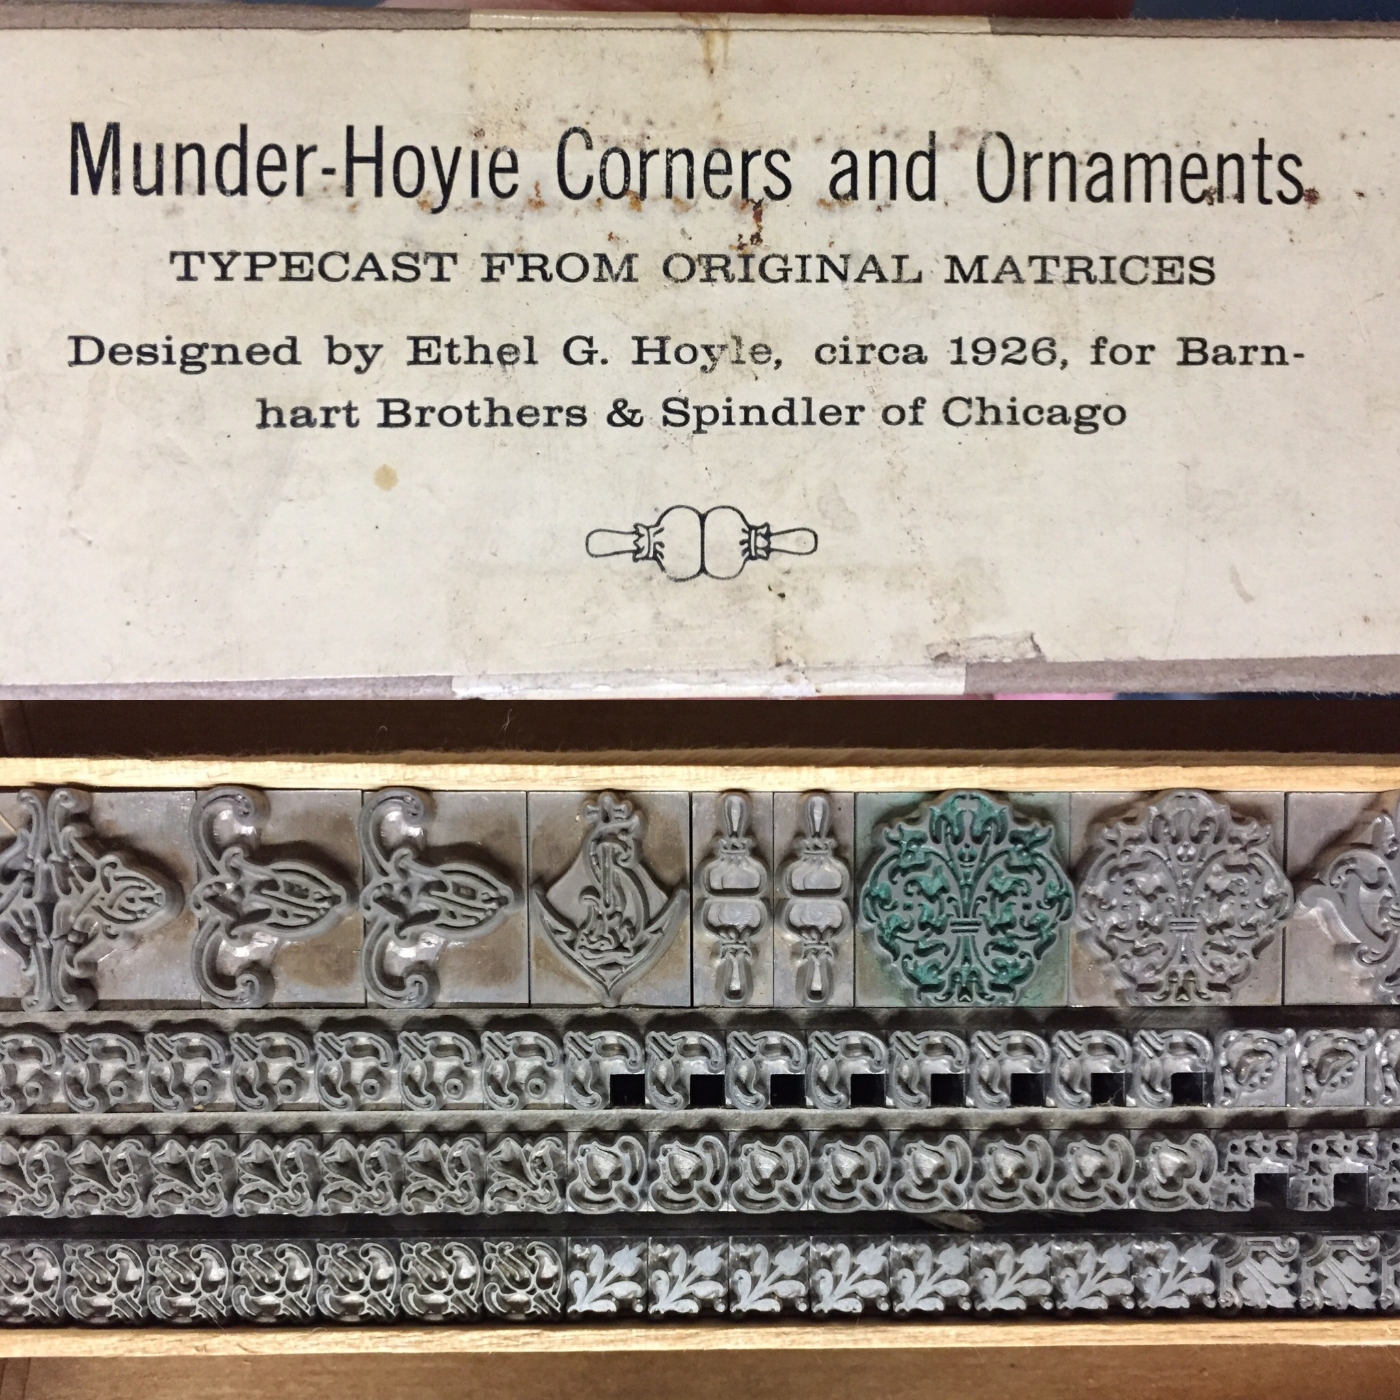 Munder-Hoyle Corners and Ornaments
TYPECAST FROM ORIGINAL MATRICES
Designed by Ethel G. Hoyle, circa 1926, for Barn-
hart Brothers & Spindler of Chicago